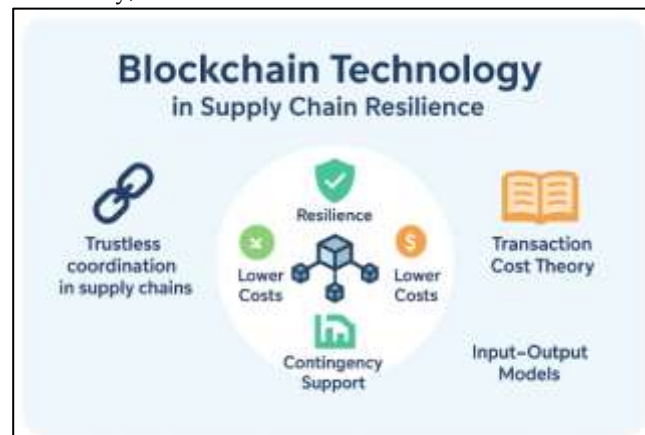 Blockchain Technology
in Supply Chain Resilience
Trustless
coordination
in supply chains
Resilience
Lower
Costs
$
Lower
Costs
Contingency
Support
Transaction
Cost Theory
Input-Output
Models